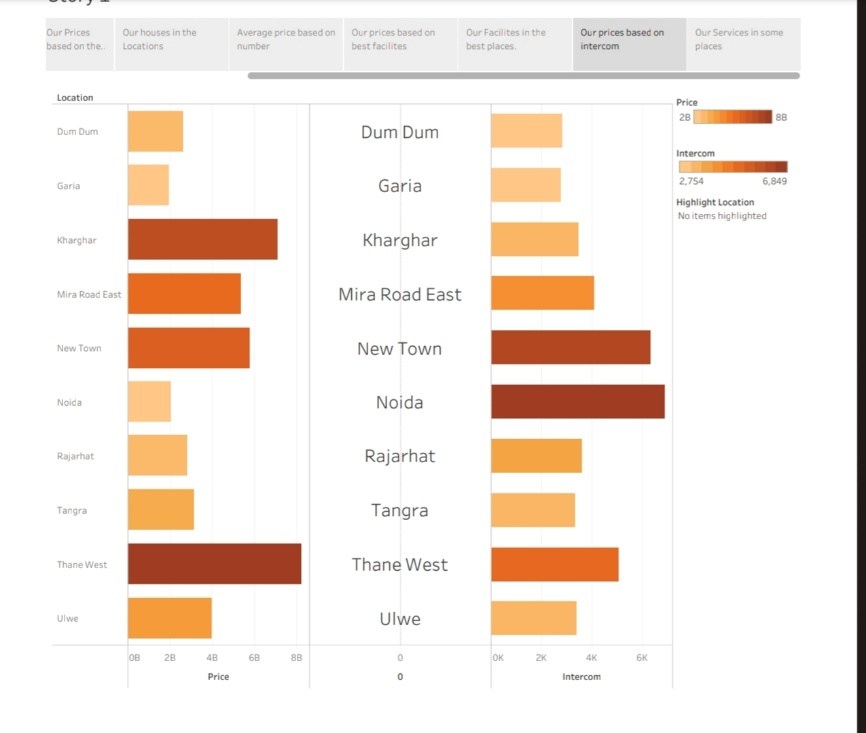 Story 1
Our Prices
based on the..
Our houses in the
Locations
Average price based on
number
Our prices based on
best facilites
Our Facilites in the
best places.
Our prices based on
intercom
Our Services in some
places
Location
Dum Dum
Garia
Kharghar
Mira Road East
New Town
Noida
Rajarhat
Tangra
Thane West
Ulwe
0B 2B 4B 6B 8B
Price
Dum Dum
Garia
Kharghar
Mira Road East
New Town
Noida
Rajarhat
Tangra
Thane West
Ulwe
0
0
0K 2K 4K 6K
Intercom
Price
2B 8B
Intercom
2,754 6,849
Highlight Location
No items highlighted